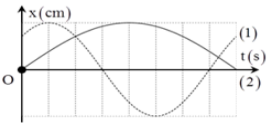 x(cm)
(1)
t(s)
O
(2)